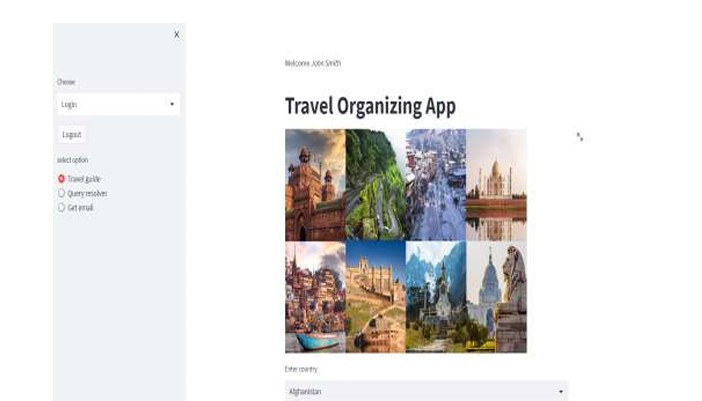 X
Choose
Login
Logout
select option
Travel guide
Query resolver
Get email
Welcome John Smith
Travel Organizing App
Enter country
Afghanistan